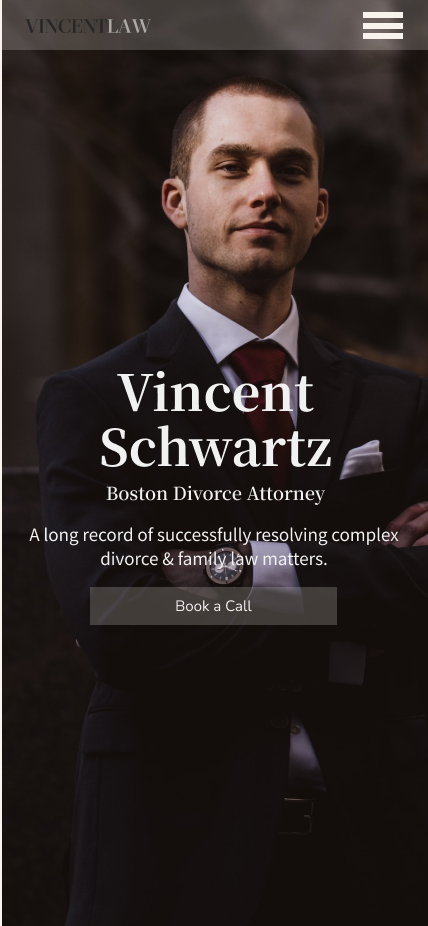 VINCENTLAW
Vincent
Schwartz
Boston Divorce Attorney
A long record of successfully resolving complex
divorce & family law matters.
Book a Call